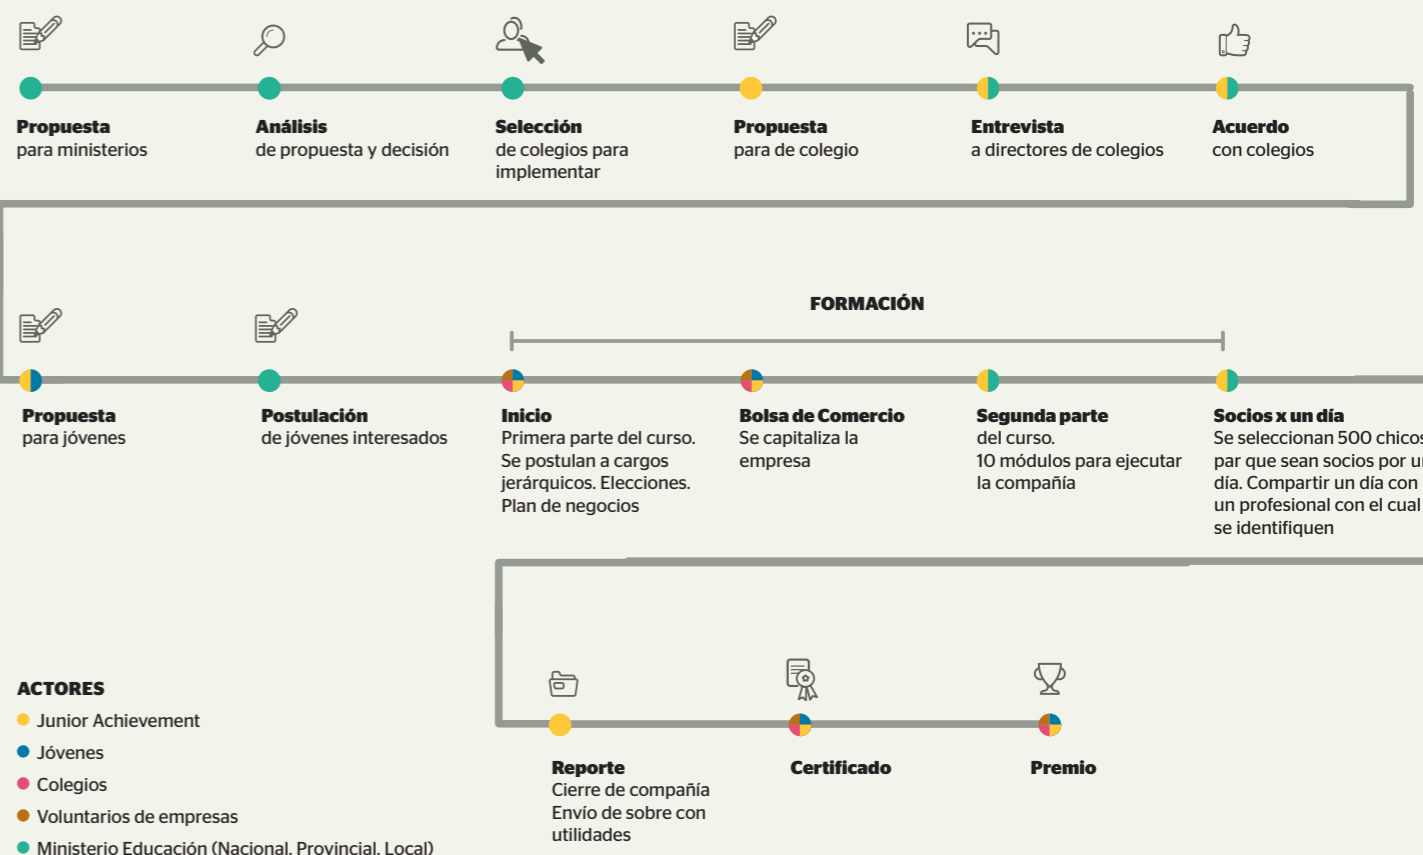 Propuesta
para ministerios
Análisis
de propuesta y decisión
Selección
de colegios para
implementar
Propuesta
para de colegio
Entrevista
a directores de colegios
Acuerdo
con colegios
FORMACIÓN
Propuesta
para jóvenes
Postulación
de jóvenes interesados
Inicio
Primera parte del curso.
Se postulan a cargos
jerárquicos. Elecciones.
Plan de negocios
Bolsa de Comercio
Se capitaliza la
empresa
Segunda parte
del curso.
10 módulos para ejecutar
la compañía
Socios x un día
Se seleccionan 500 chicos
par que sean socios por un
día. Compartir un día con
un profesional con el cual
se identifiquen
Reporte
Cierre de compañía
Envío de sobre con
utilidades
Certificado
Premio
ACTORES
Junior Achievement
Jóvenes
Colegios
Voluntarios de empresas
Ministerio Educación (Nacional, Provincial, Local)